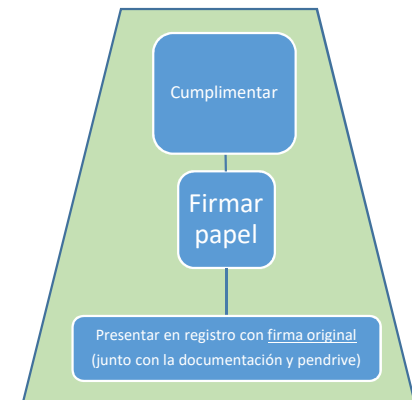 Cumplimentar
Firmar
papel
Presentar en registro con firma original
(junto con la documentación y pendrive)